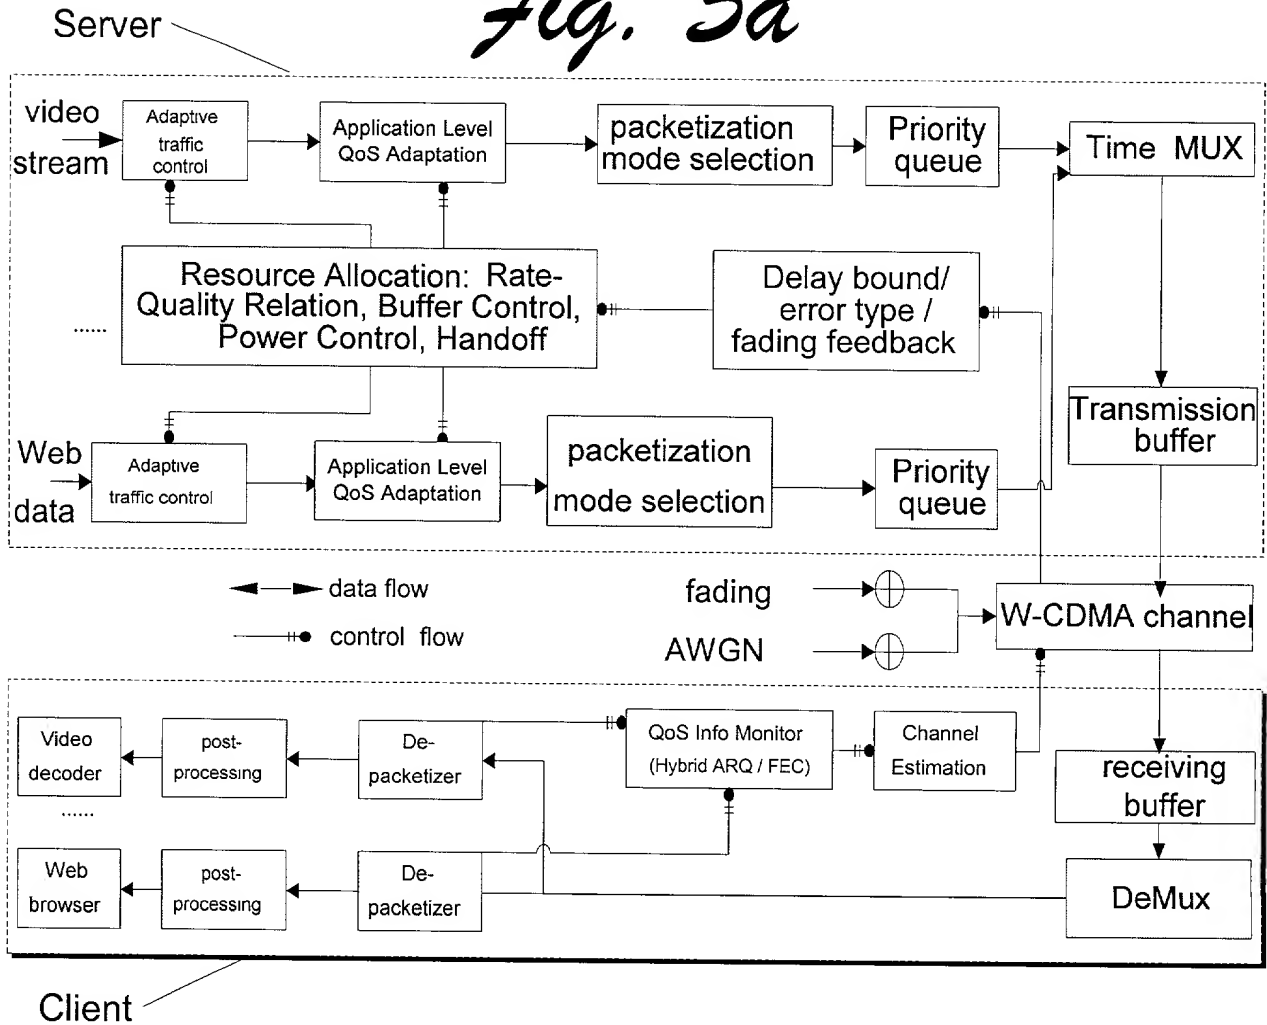 Fig. 5a
Server
video
stream
Adaptive
traffic
control
Application Level
QoS Adaptation
packetization
mode selection
Priority
queue
Time MUX
Resource Allocation: Rate-
Quality Relation, Buffer Control,
Power Control, Handoff
Delay bound/
error type /
fading feedback
......
Transmission
buffer
Web
data
Adaptive
traffic control
Application Level
QoS Adaptation
packetization
mode selection
Priority
queue
data flow
control flow
fading
AWGN
W-CDMA channel
Video
decoder
post-
processing
De-
packetizer
QoS Info Monitor
(Hybrid ARQ / FEC)
Channel
Estimation
receiving
buffer
......
Web
browser
post-
processing
De-
packetizer
DeMux
Client